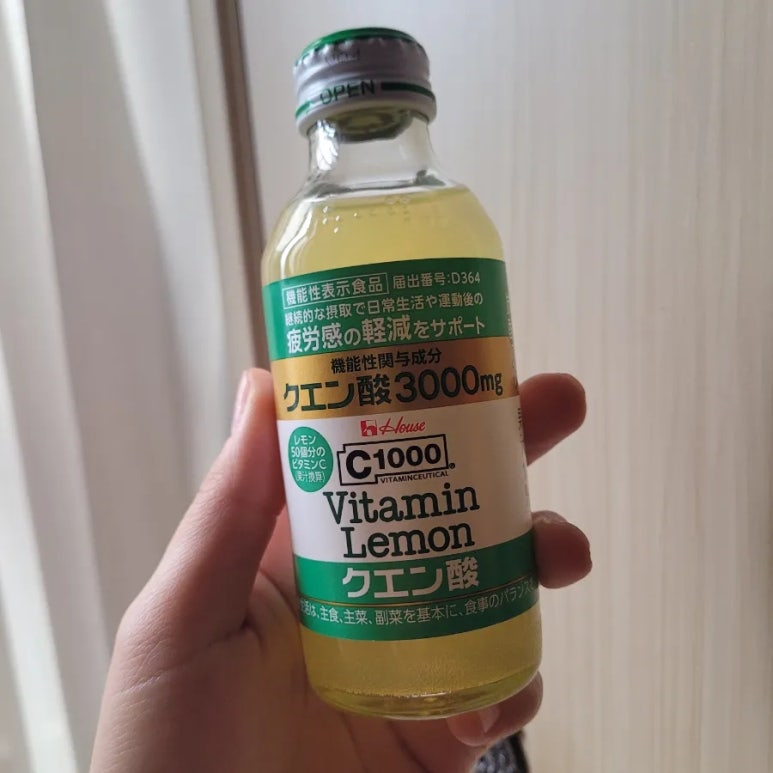 OPEN
機能性表示食品 届出番号:D364
継続的な摂取で日常生活や運動後の
疲労感の軽減をサポート
機能性関与成分
クエン酸3000mg
House
C1000®
VITAMINCEUTICAL
レモン
50個分の
ビタミンC
(果汁換算)
Vitamin
Lemon
クエン酸
は、主食、主菜、副菜を基本に、食事のバランス